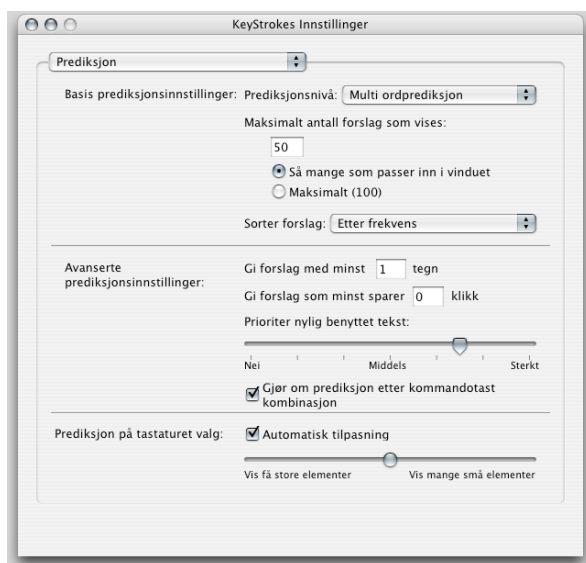 KeyStrokes Innstillinger
Prediksjon
Basis prediksjonsinnstillinger: Prediksjonsnivå: Multi ordprediksjon
Maksimalt antall forslag som vises:
50
Så mange som passer inn i vinduet
Maksimalt (100)
Sorter forslag: Etter frekvens
Avanserte
prediksjonsinnstillinger:
Gi forslag med minst 1 tegn
Gi forslag som minst sparer 0 klikk
Prioriter nylig benyttet tekst:
Nei Middels Sterkt
Gjør om prediksjon etter kommandotast
kombinasjon
Prediksjon på tastaturet valg: Automatisk tilpasning
Vis få store elementer Vis mange små elementer